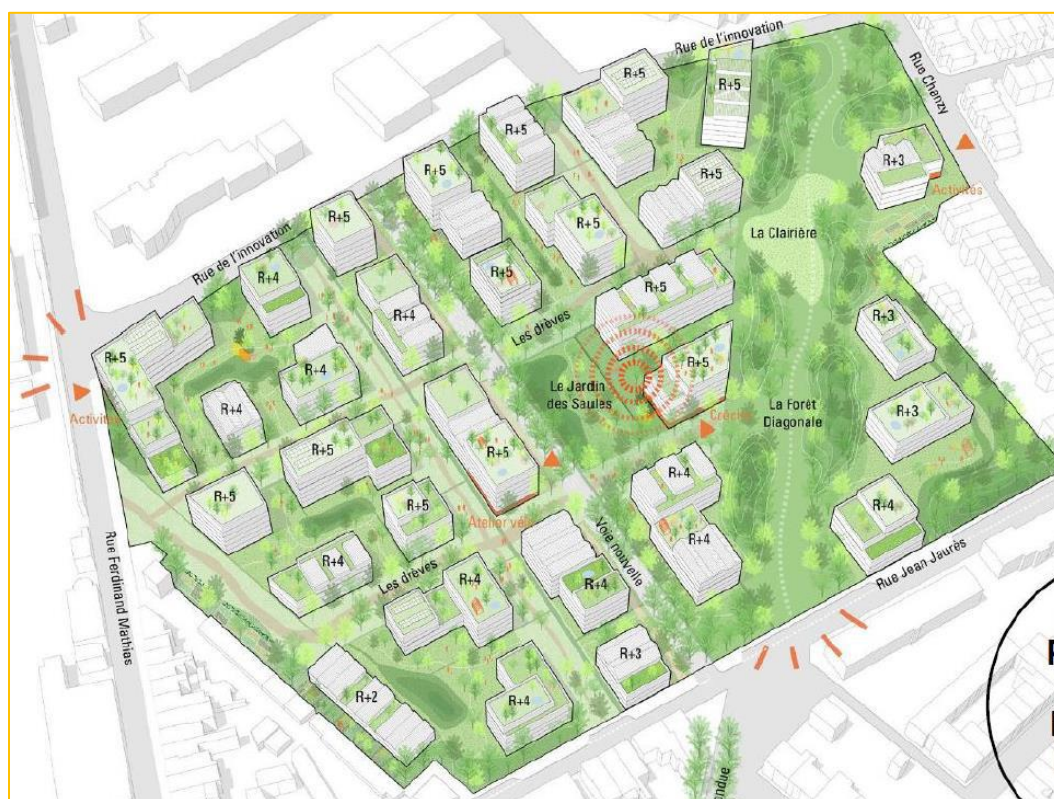 Rue de l'innovation
Rue Chanzy
R+5
R+5
R+5
R+3
Activités
R+5
R+5
R+5
La Clairière
R+5
Rue de l'innovation
R+4
R+5
R+5
R+4
Les drèves
R+3
R+5
R+4
R+5
Le Jardin
des Saules
La Forêt
Diagonale
R+3
Activités
R+4
Crèche
R+5
R+5
R+4
R+5
R+5
Atelier vélo
R+4
R+4
Voie nouvelle
R+4
Rue Jean Jaurès
R+4
Les drèves
R+4
R+4
Rue Ferdinand Mathias
R+3
R+2
R+4